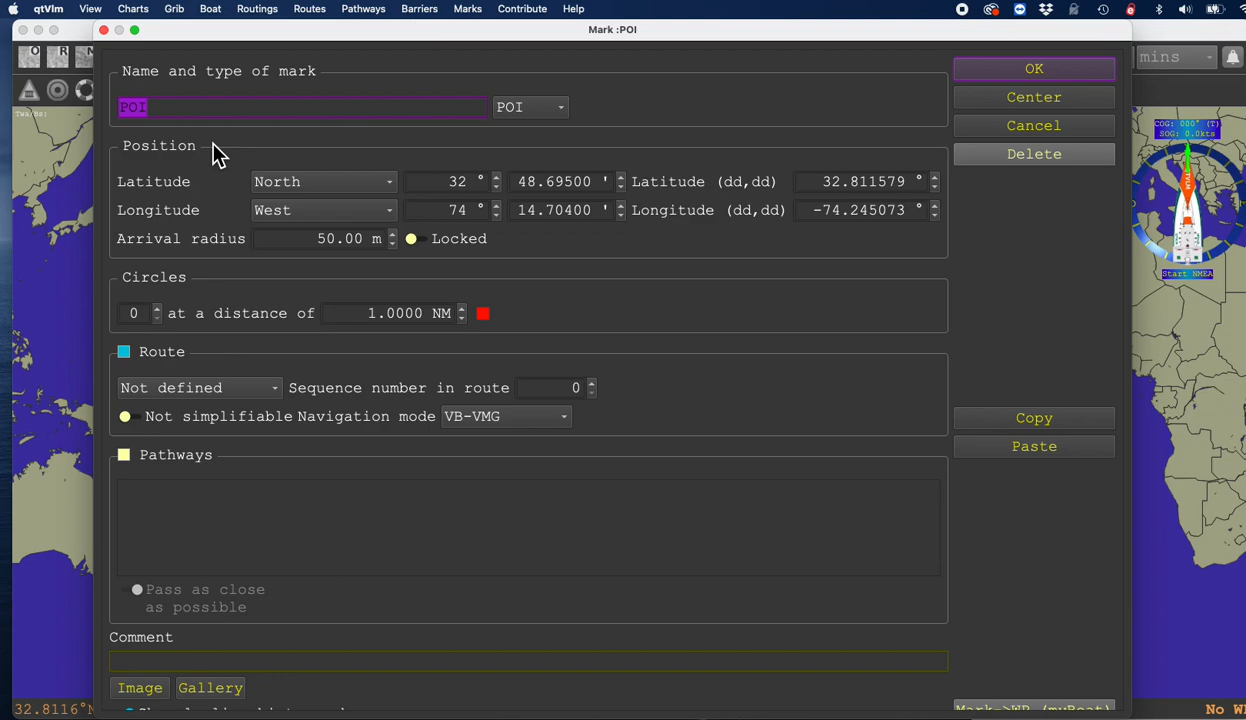 qtVlm View Charts Grib Boat Routings Routes Pathways Barriers Marks Contribute Help
Mark :POI
O R
mins
Name and type of mark
POI POI
OK
Center
Cancel
Delete
COG: 000° (T)
SOG: 0.0kts
Start NMEA
Position
Latitude North 32 ° 48.69500 ' Latitude (dd,dd) 32.811579 °
Longitude West 74 ° 14.70400 ' Longitude (dd,dd) -74.245073 °
Arrival radius 50.00 m Locked
Circles
0 at a distance of 1.0000 NM
Route
Not defined Sequence number in route 0
Not simplifiable Navigation mode VB-VMG
Copy
Paste
Pathways
Pass as close
as possible
Comment
Image Gallery
Mark->WP (myBoat)
32.8116°N